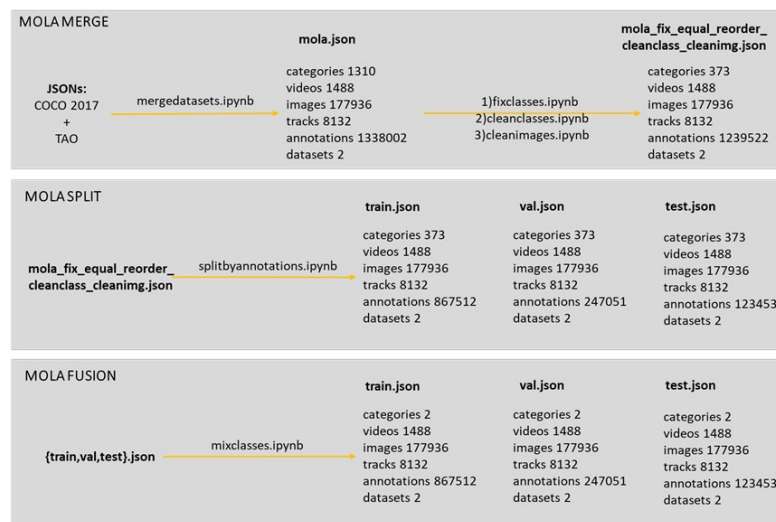 MOLA MERGE
JSONs:
COCO 2017
+
TAO
mergedatasets.ipynb
mola.json
categories 1310
videos 1488
images 177936
tracks 8132
annotations 1338002
datasets 2
1)fixclasses.ipynb
2)cleanclasses.ipynb
3)cleanimages.ipynb
mola_fix_equal_reorder_
cleanclass_cleanimg.json
categories 373
videos 1488
images 177936
tracks 8132
annotations 1239522
datasets 2
MOLA SPLIT
mola_fix_equal_reorder_
cleanclass_cleanimg.json
splitbyannotations.ipynb
train.json
categories 373
videos 1488
images 177936
tracks 8132
annotations 867512
datasets 2
val.json
categories 373
videos 1488
images 177936
tracks 8132
annotations 247051
datasets 2
test.json
categories 373
videos 1488
images 177936
tracks 8132
annotations 123453
datasets 2
MOLA FUSION
{train,val,test}.json
mixclasses.ipynb
train.json
categories 2
videos 1488
images 177936
tracks 8132
annotations 867512
datasets 2
val.json
categories 2
videos 1488
images 177936
tracks 8132
annotations 247051
datasets 2
test.json
categories 2
videos 1488
images 177936
tracks 8132
annotations 123453
datasets 2